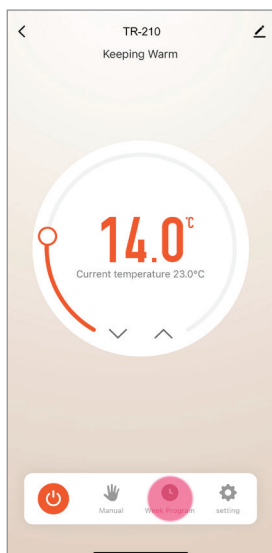 TR-210
Keeping Warm
14.0℃
Current temperature 23.0°C
Manual
Week Program
setting